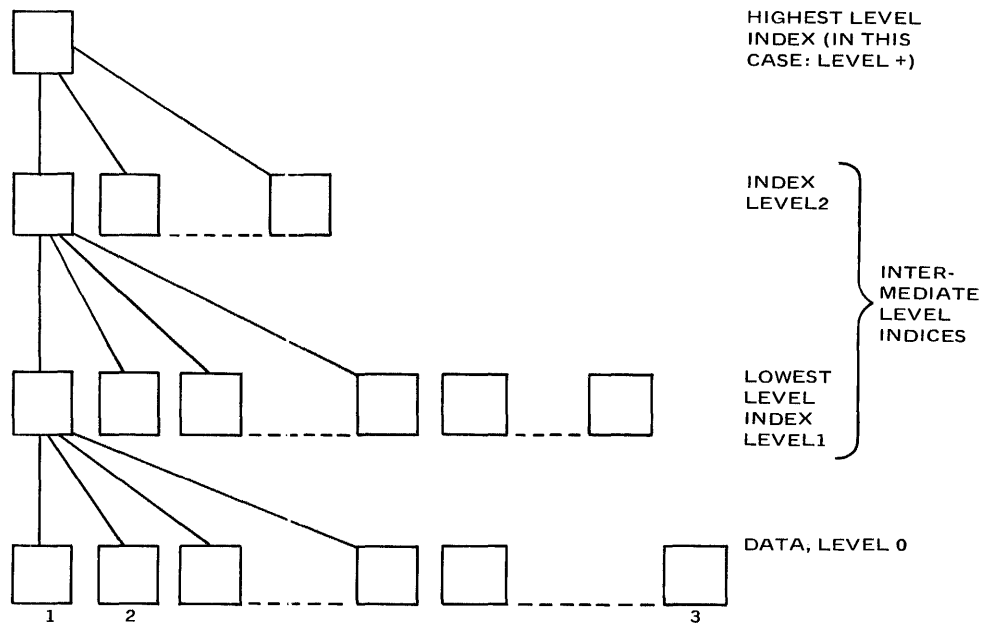 HIGHEST LEVEL
INDEX (IN THIS
CASE: LEVEL +)
INDEX
LEVEL2
INTER-
MEDIATE
LEVEL
INDICES
LOWEST
LEVEL
INDEX
LEVEL1
DATA, LEVEL 0
1
2
3